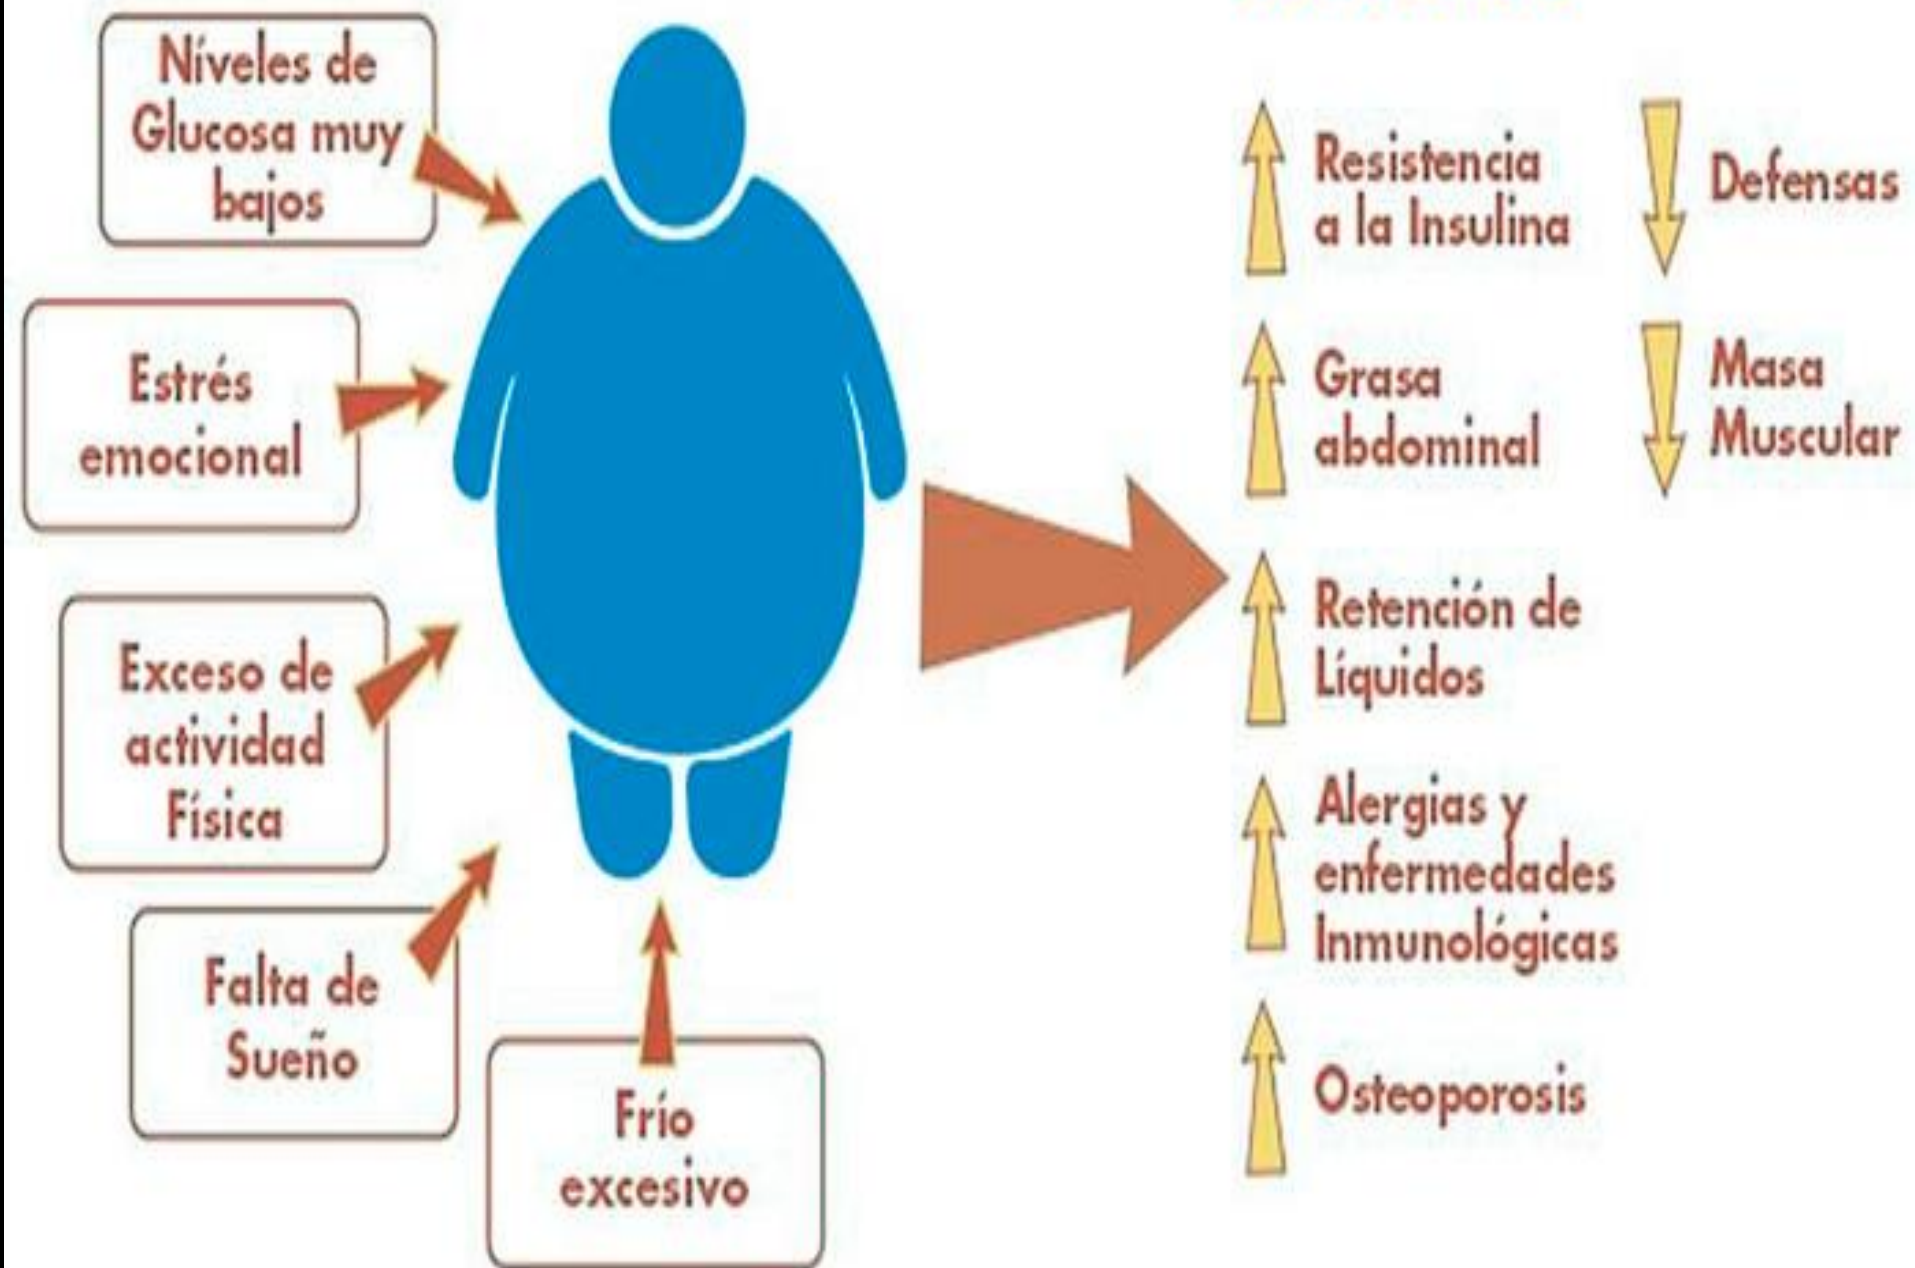 Níveles de
Glucosa muy
bajos
Estrés
emocional
Exceso de
actividad
Física
Falta de
Sueño
Frío
excesivo
Resistencia
a la Insulina
Grasa
abdominal
Retención de
Líquidos
Alergias y
enfermedades
Inmunológicas
Osteoporosis
Defensas
Masa
Muscular